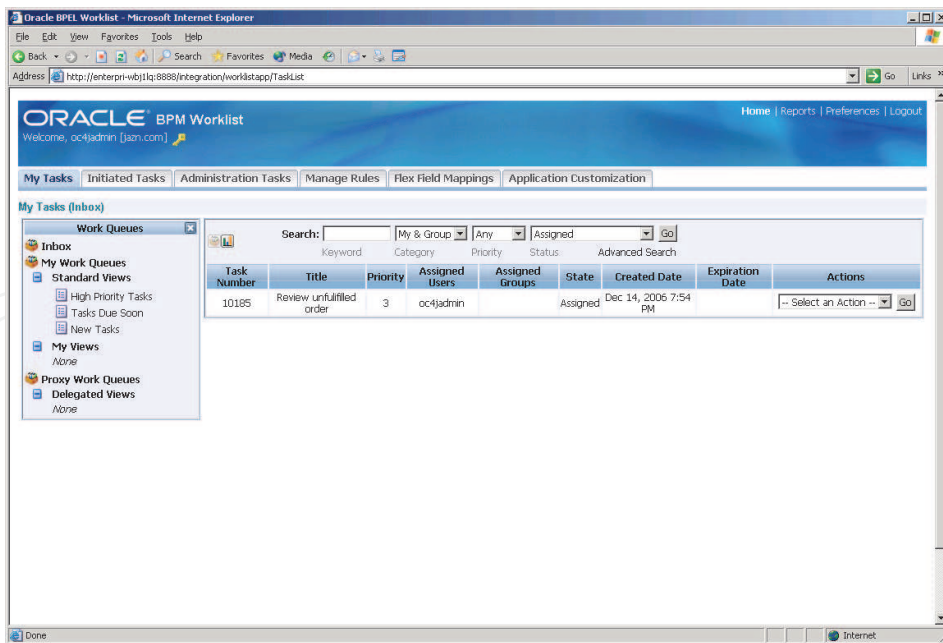 Oracle BPEL Worklist - Microsoft Internet Explorer
File Edit View Favorites Tools Help
Back Search Favorites Media
Address http://enterpri-wbj1lq:8888/integration/worklistapp/TaskList Go Links »
ORACLE BPM Worklist
Home | Reports | Preferences | Logout
Welcome, oc4jadmin [jazn.com]
My Tasks Initiated Tasks Administration Tasks Manage Rules Flex Field Mappings Application Customization
My Tasks (Inbox)
Work Queues
Inbox
My Work Queues
Standard Views
High Priority Tasks
Tasks Due Soon
New Tasks
My Views
None
Proxy Work Queues
Delegated Views
None
Search: My & Group Any Assigned Go
Keyword Category Priority Status Advanced Search
Task Number Title Priority Assigned Users Assigned Groups State Created Date Expiration Date Actions
10185 Review unfulifilled order 3 oc4jadmin Assigned Dec 14, 2006 7:54 PM -- Select an Action -- Go
Done Internet